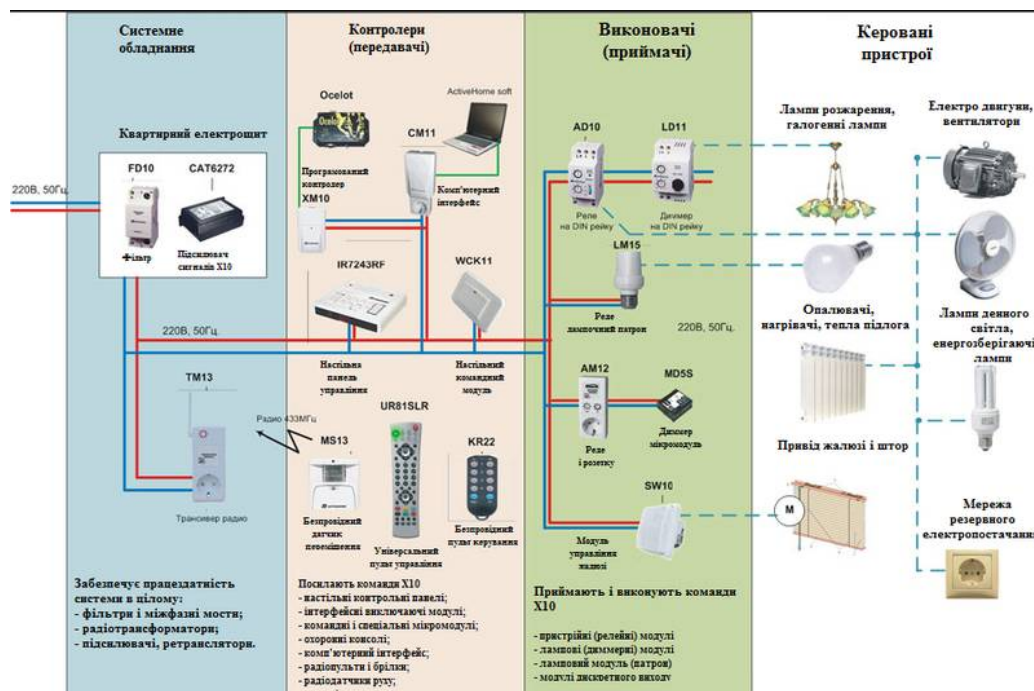 Системне
обладнання
Квартирний електрощит
FD10
CAT6272
220В, 50Гц.
Фільтр
Підсилювач
сигналів X10
220В, 50Гц.
TM13
Радио 433МГц
Трансивер радио
Забезпечує працездатність
системи в цілому:
- фільтри і міжфазні мости;
- радіотрансформатори;
- підсилювачі, ретранслятори.
Контролери
(передавачі)
Ocelot
ActiveHome soft
CM11
Програмований
контролер
XM10
Комп'ютерний
інтерфейс
IR7243RF
WCK11
Настільна
панель
управління
Настільний
командний
модуль
UR81SLR
MS13
KR22
Безпровідний
датчик
переміщення
Універсальний
пульт управління
Безпровідний
пульт керування
Посилають команди X10
- настільні контрольні панелі;
- інтерфейсні виключаючі модулі;
- командні і спеціальні мікромодулі;
- охоронні консолі;
- комп'ютерний інтерфейс;
- радіопульти і брілки;
- радіодатчики руху;
Виконовачі
(приймачі)
AD10
LD11
Реле
на DIN рейку
Диммер
на DIN рейку
LM15
Реле
лампочний патрон
220В, 50Гц.
AM12
MD5S
Реле
і розетку
Диммер
мікромодуль
SW10
Модуль
управління
жалюзі
Приймають і виконують команди
X10
- пристрійні (релейні) модулі
- лампові (диммерні) модулі
- ламповий модуль (патрон)
- модулі дискретного виходу
Керовані
пристрої
Лампи розжарення,
галогенні лампи
Електро двигуни,
вентилятори
Опалювачі,
нагрівачі, тепла підлога
Лампи денного
світла,
енергозберігаючі
лампи
Привід жалюзі і штор
M
Мережа
резервного
електропостачання